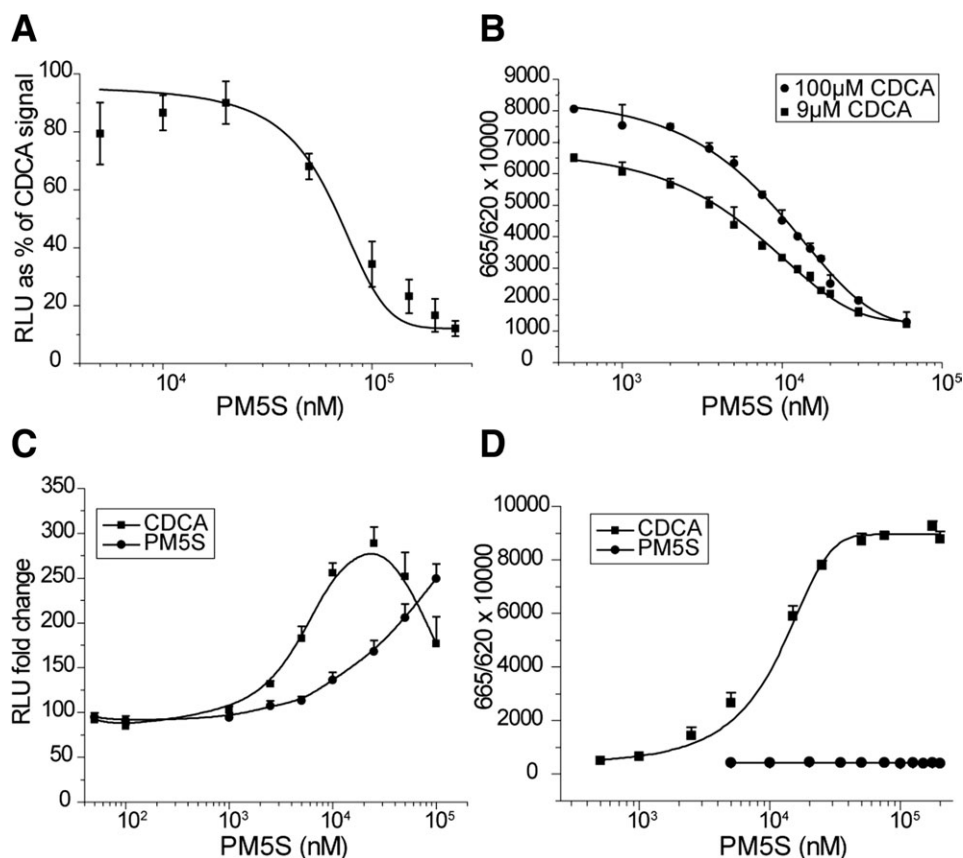 A
RLU as % of CDCA signal
100
80
60
40
20
0
10⁴
10⁵
PM5S (nM)
B
665/620 x 10000
9000
8000
7000
6000
5000
4000
3000
2000
1000
0
100µM CDCA
9µM CDCA
10³
10⁴
10⁵
PM5S (nM)
C
RLU fold change
350
300
250
200
150
100
50
0
CDCA
PM5S
10²
10³
10⁴
10⁵
PM5S (nM)
D
665/620 x 10000
10000
8000
6000
4000
2000
0
CDCA
PM5S
10³
10⁴
10⁵
PM5S (nM)